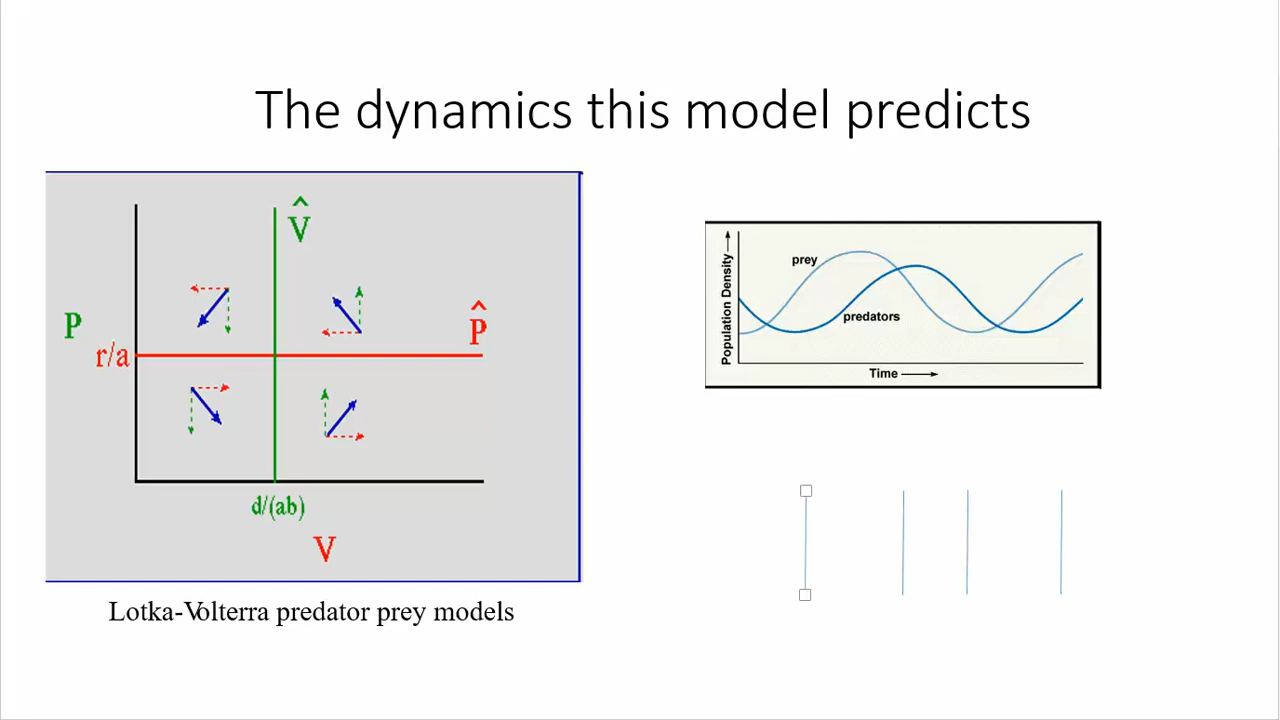 The dynamics this model predicts
V̂
P̂
P
r/a
d/(ab)
V
Lotka-Volterra predator prey models
Population Density
prey
predators
Time